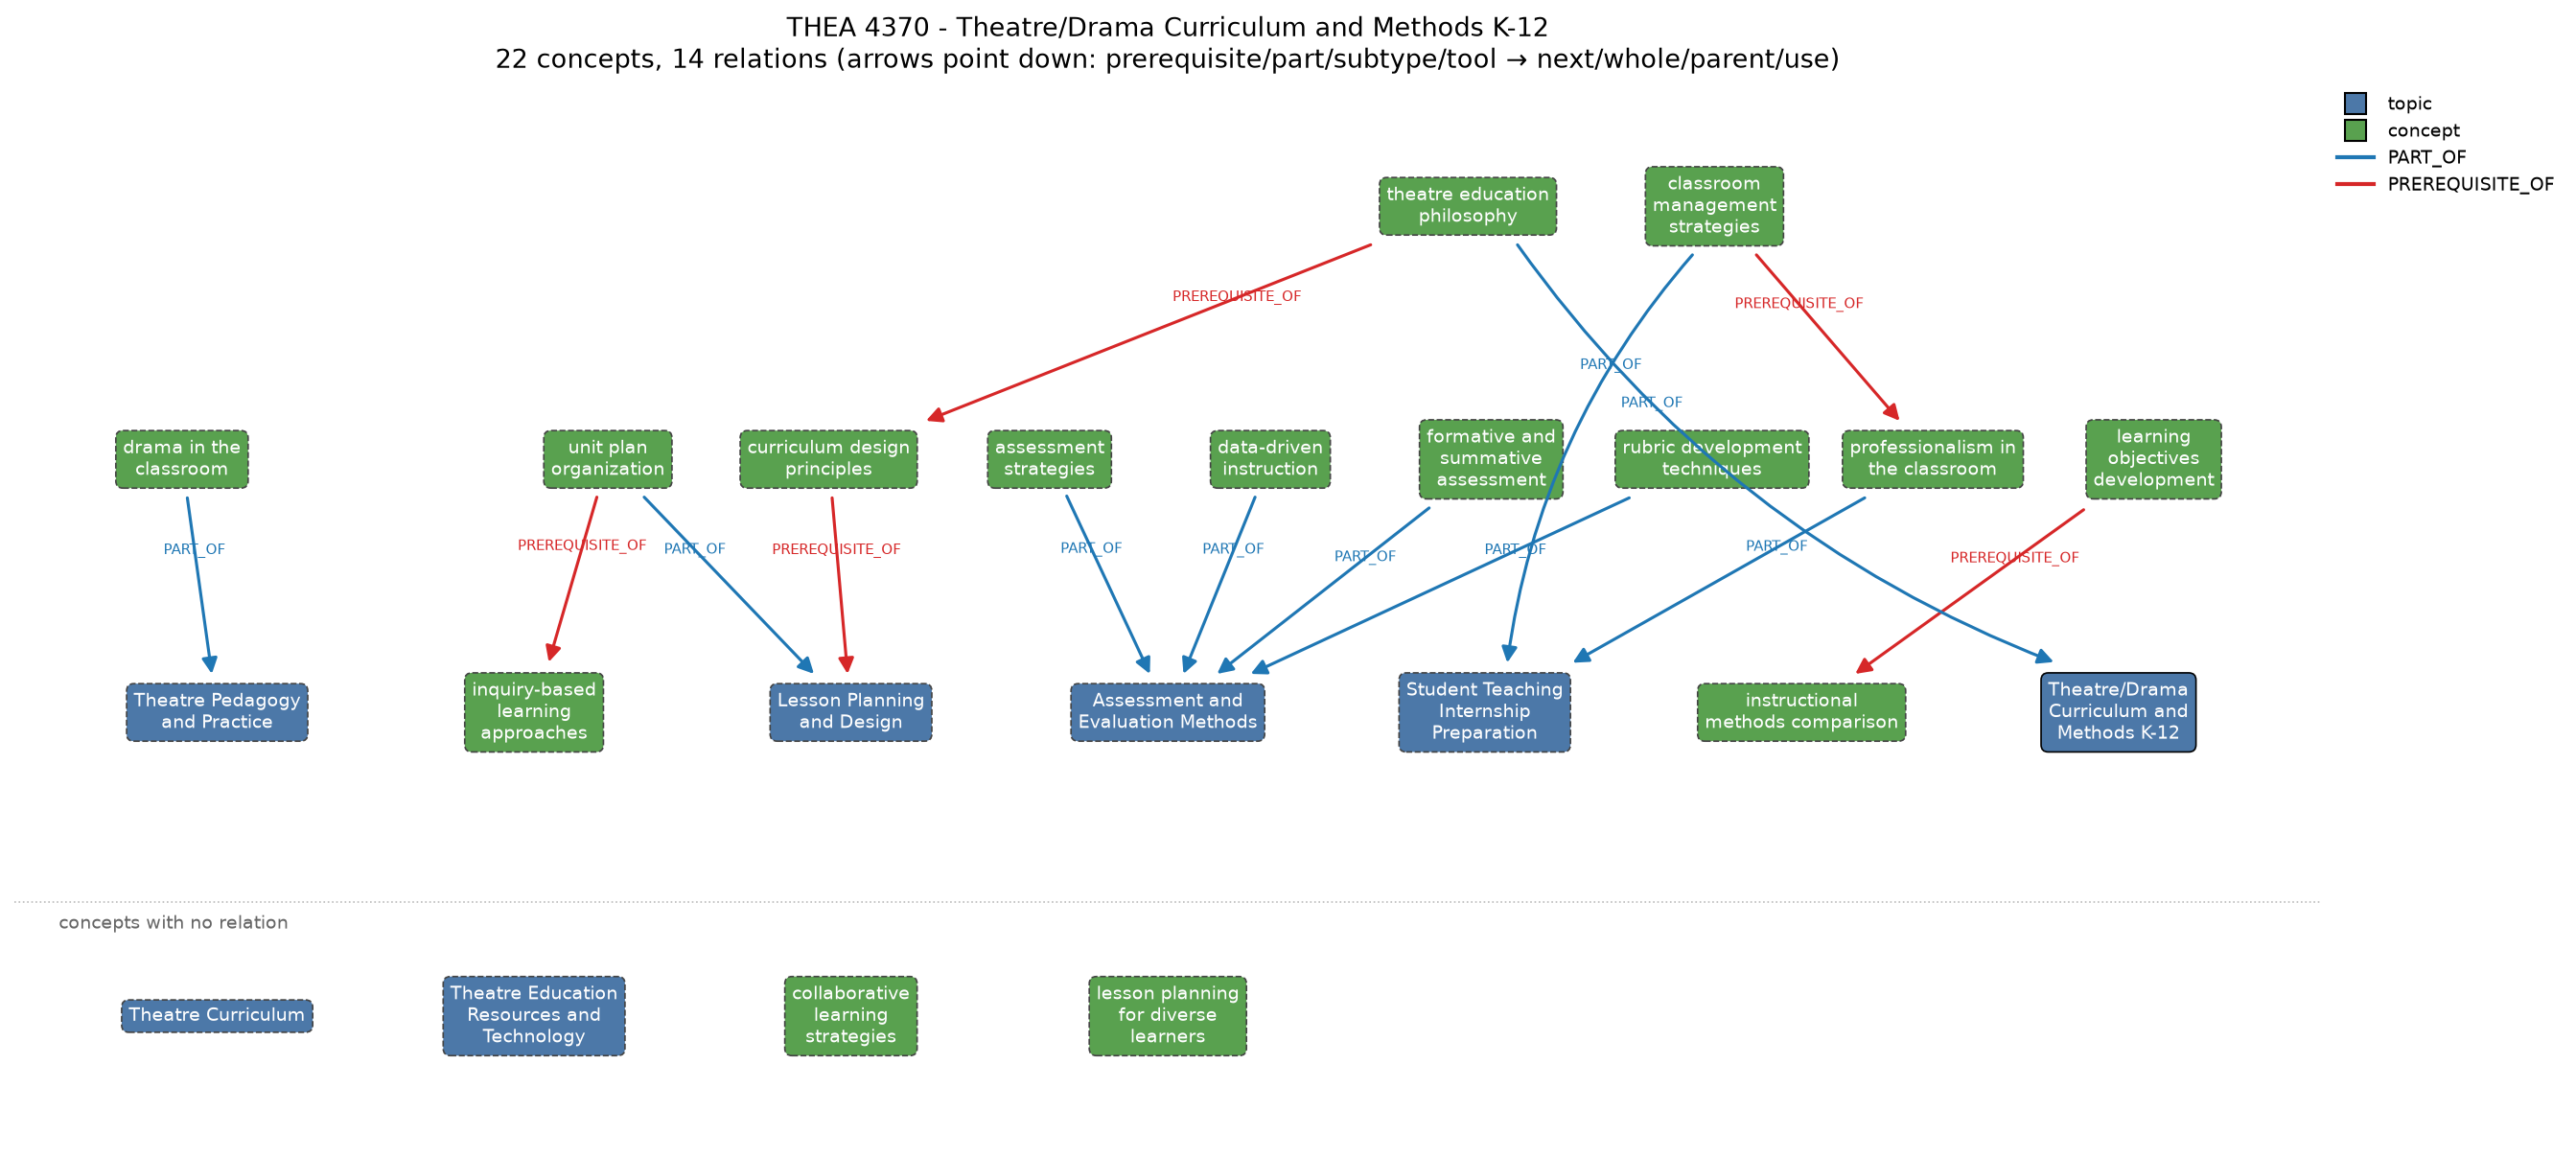 THEA 4370 - Theatre/Drama Curriculum and Methods K-12
22 concepts, 14 relations (arrows point down: prerequisite/part/subtype/tool → next/whole/parent/use)
topic
concept
PART_OF
PREREQUISITE_OF
theatre education
philosophy
classroom
management
strategies
PREREQUISITE_OF
PREREQUISITE_OF
PART_OF
PART_OF
drama in the
classroom
unit plan
organization
curriculum design
principles
assessment
strategies
data-driven
instruction
formative and
summative
assessment
rubric development
techniques
professionalism in
the classroom
learning
objectives
development
PART_OF
PREREQUISITE_OF
PART_OF
PREREQUISITE_OF
PART_OF
PART_OF
PART_OF
PART_OF
PART_OF
PREREQUISITE_OF
Theatre Pedagogy
and Practice
inquiry-based
learning
approaches
Lesson Planning
and Design
Assessment and
Evaluation Methods
Student Teaching
Internship
Preparation
instructional
methods comparison
Theatre/Drama
Curriculum and
Methods K-12
concepts with no relation
Theatre Curriculum
Theatre Education
Resources and
Technology
collaborative
learning
strategies
lesson planning
for diverse
learners